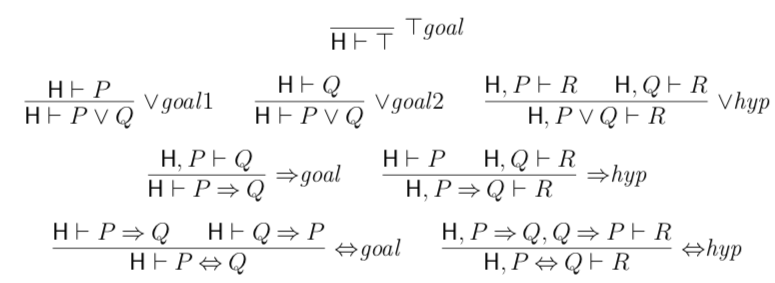 H ⊢ ⊤ ⊤goal
H ⊢ P H ⊢ Q H, P ⊢ R H, Q ⊢ R
H ⊢ P ∨ Q ∨goal1 H ⊢ P ∨ Q ∨goal2 H, P ∨ Q ⊢ R ∨hyp
H, P ⊢ Q H ⊢ P H, Q ⊢ R
H ⊢ P ⇒ Q ⇒goal H, P ⇒ Q ⊢ R ⇒hyp
H ⊢ P ⇒ Q H ⊢ Q ⇒ P H, P ⇒ Q, Q ⇒ P ⊢ R
H ⊢ P ⇔ Q ⇔goal H, P ⇔ Q ⊢ R ⇔hyp